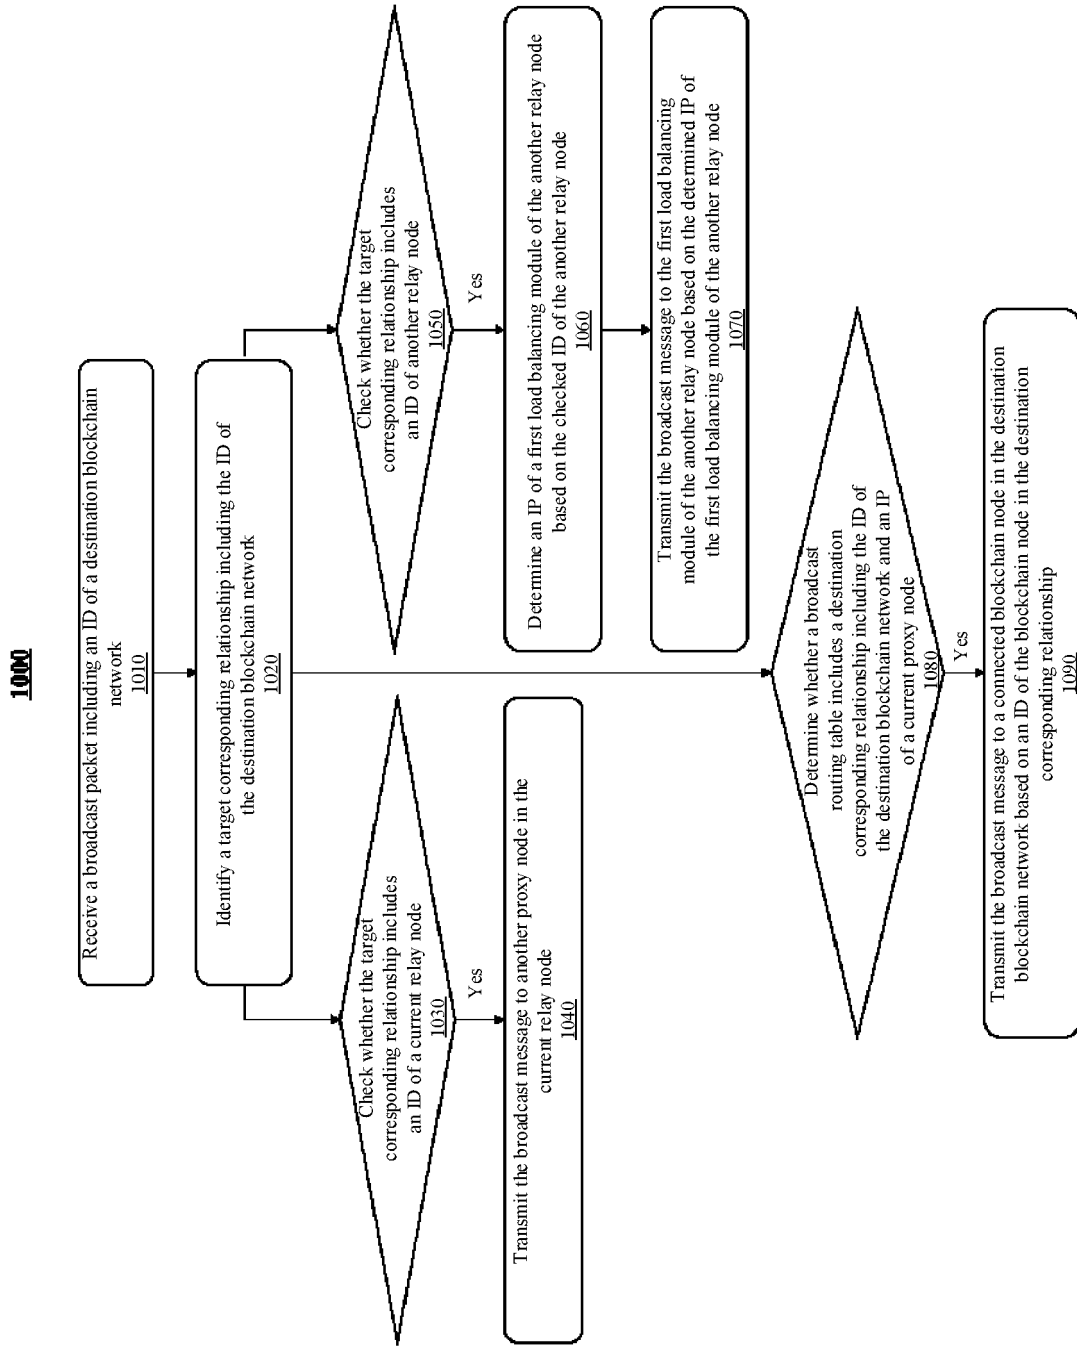 1000
Receive a broadcast packet including an ID of a destination blockchain
network
1010
Identify a target corresponding relationship including the ID of
the destination blockchain network
1020
Check whether the target
corresponding relationship includes
an ID of a current relay node
1030
Yes
Transmit the broadcast message to another proxy node in the
current relay node
1040
Check whether the target
corresponding relationship includes
an ID of another relay node
1050
Yes
Determine an IP of a first load balancing module of the another relay node
based on the checked ID of the another relay node
1060
Transmit the broadcast message to the first load balancing
module of the another relay node based on the determined IP of
the first load balancing module of the another relay node
1070
Determine whether a broadcast
routing table includes a destination
corresponding relationship including the ID of
the destination blockchain network and an IP
of a current proxy node
1080
Yes
Transmit the broadcast message to a connected blockchain node in the destination
blockchain network based on an ID of the blockchain node in the destination
corresponding relationship
1090